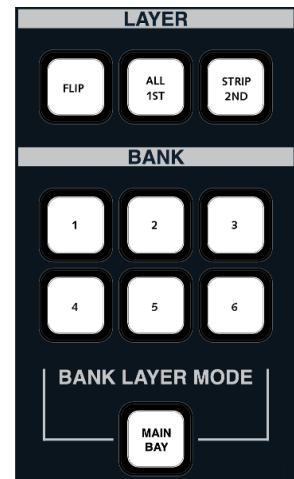 LAYER
FLIP
ALL
1ST
STRIP
2ND
BANK
1 2 3
4 5 6
BANK LAYER MODE
MAIN
BAY